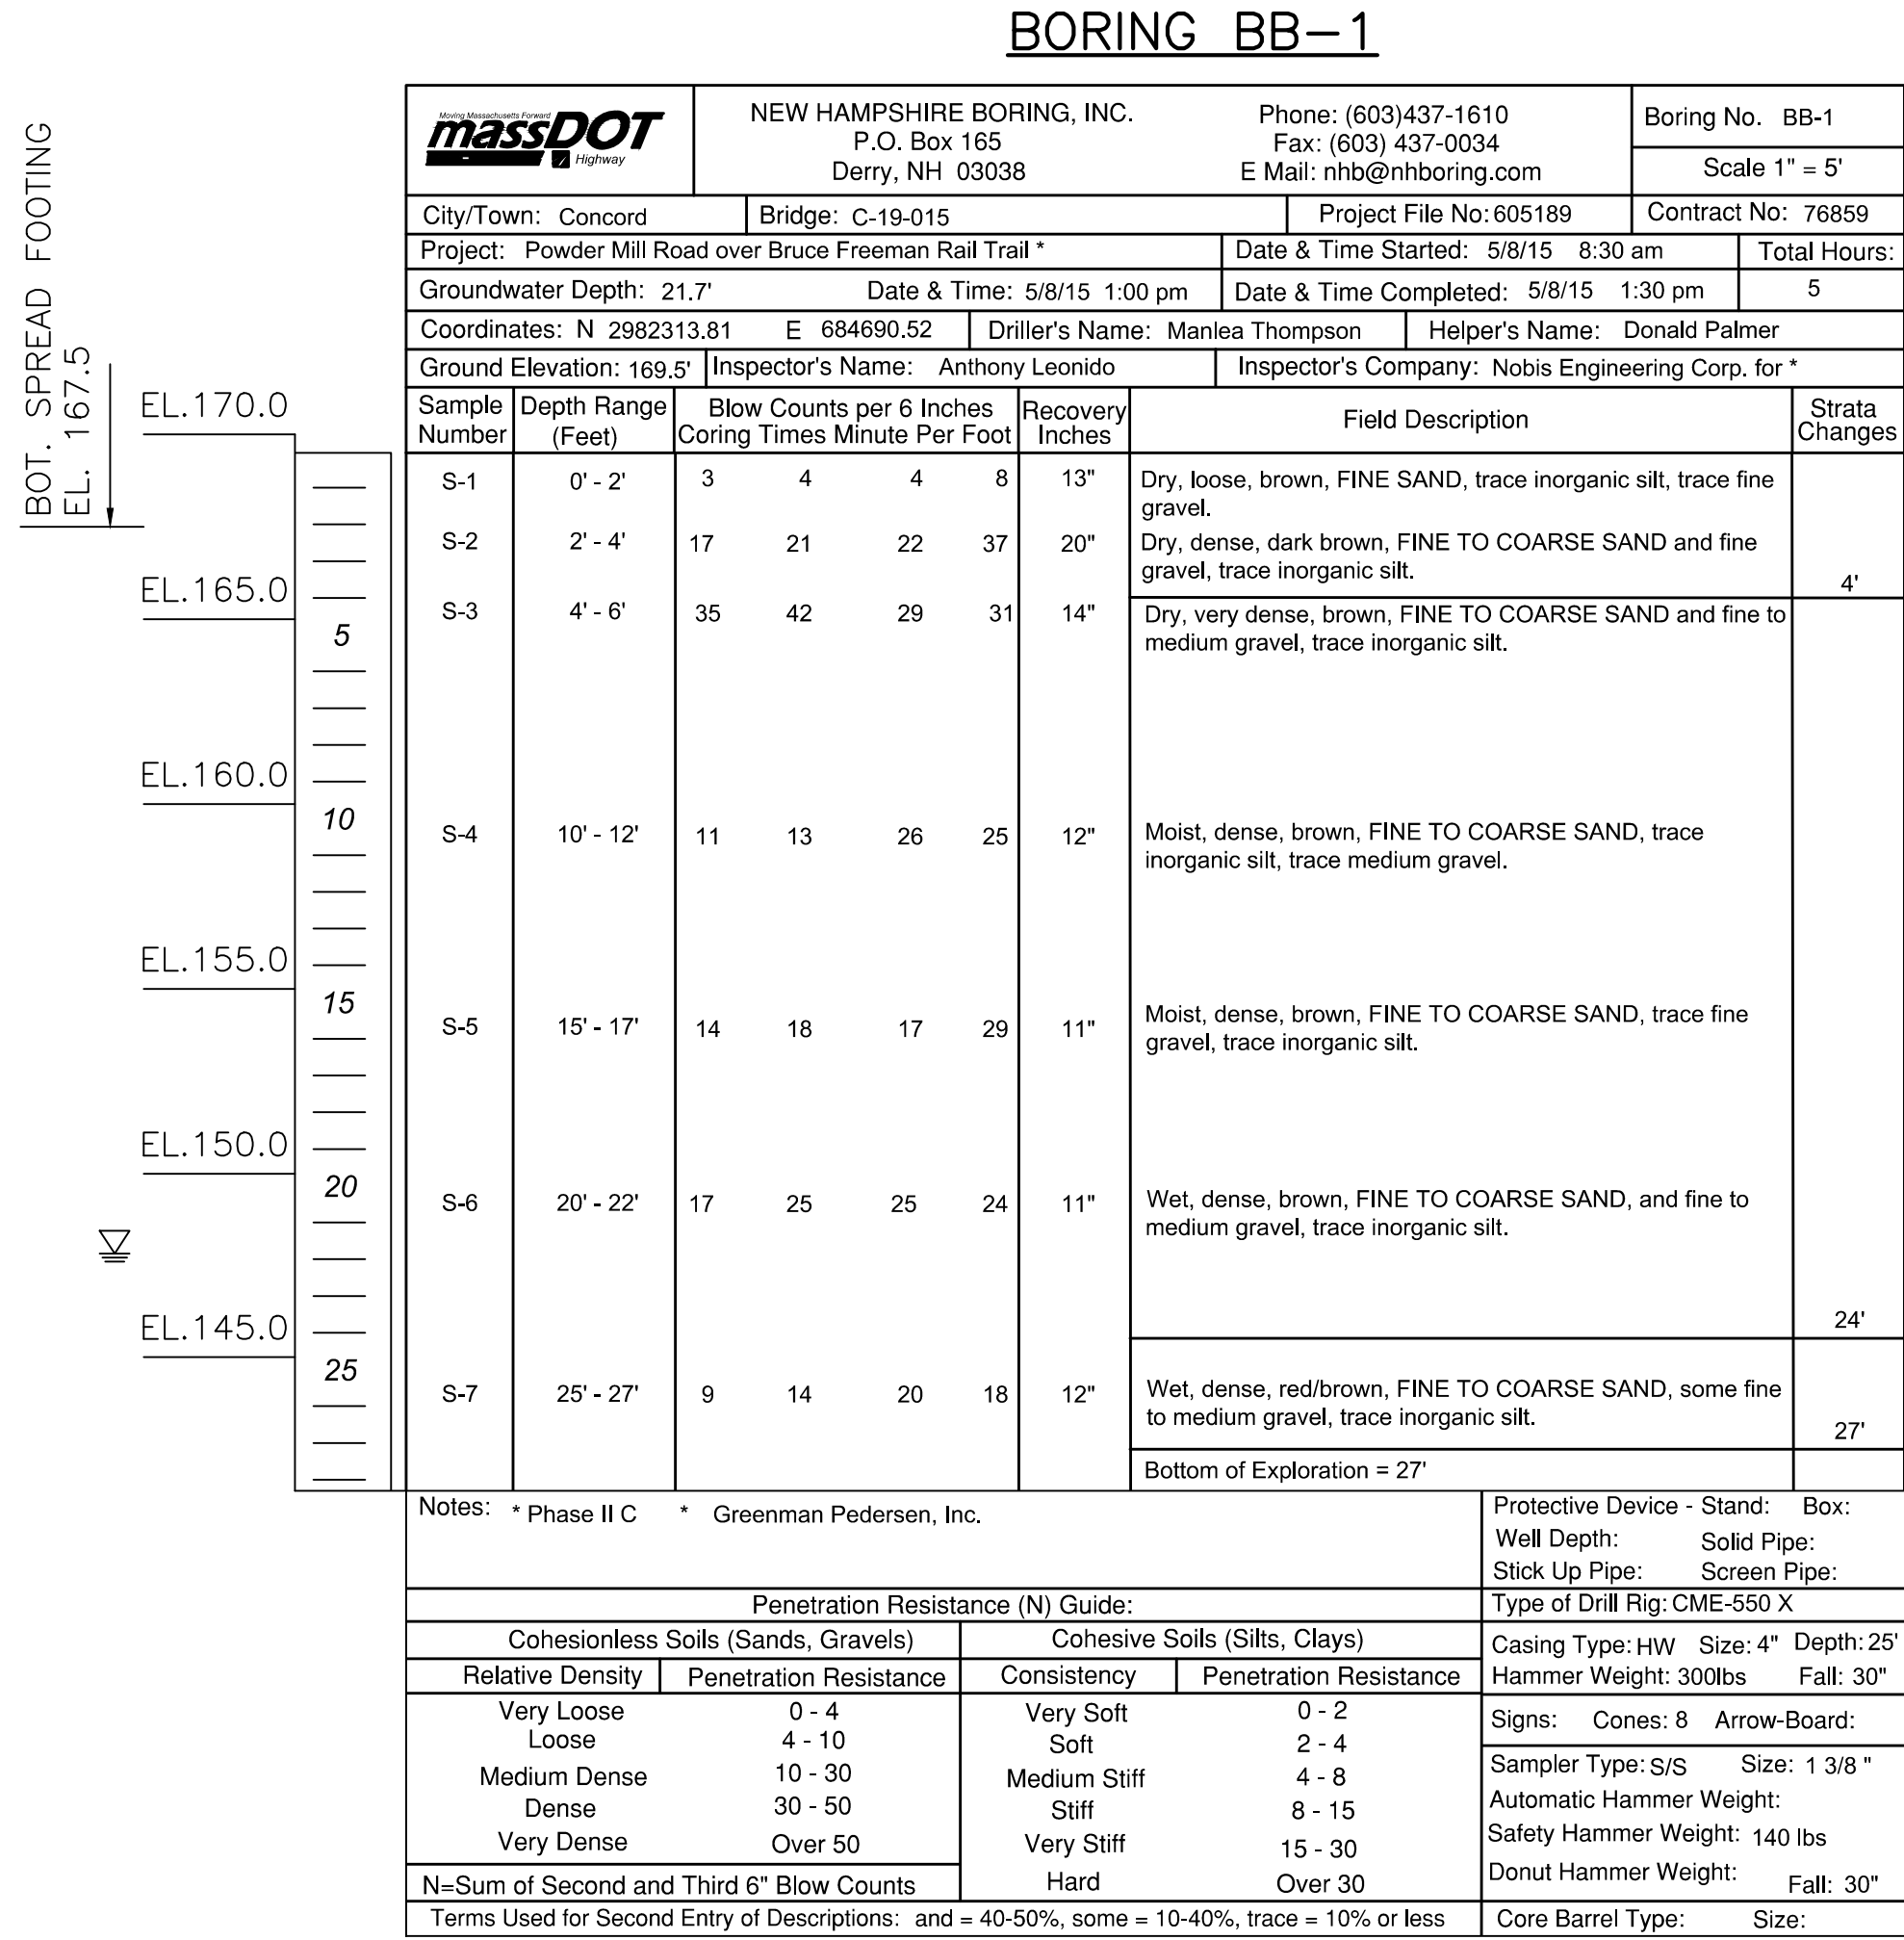 BORING BB-1
BOT. SPREAD FOOTING
EL. 167.5
Moving Massachusetts Forward
massDOT
Highway
NEW HAMPSHIRE BORING, INC.
P.O. Box 165
Derry, NH 03038
Phone: (603)437-1610
Fax: (603) 437-0034
E Mail: nhb@nhboring.com
Boring No. BB-1
Scale 1" = 5'
City/Town: Concord Bridge: C-19-015 Project File No: 605189 Contract No: 76859
Project: Powder Mill Road over Bruce Freeman Rail Trail * Date & Time Started: 5/8/15 8:30 am Total Hours:
Groundwater Depth: 21.7' Date & Time: 5/8/15 1:00 pm Date & Time Completed: 5/8/15 1:30 pm 5
Coordinates: N 2982313.81 E 684690.52 Driller's Name: Manlea Thompson Helper's Name: Donald Palmer
Ground Elevation: 169.5' Inspector's Name: Anthony Leonido Inspector's Company: Nobis Engineering Corp. for *
Sample Number Depth Range (Feet) Blow Counts per 6 Inches Coring Times Minute Per Foot Recovery Inches Field Description Strata Changes
EL.170.0
S-1 0' - 2' 3 4 4 8 13" Dry, loose, brown, FINE SAND, trace inorganic silt, trace fine
gravel.
S-2 2' - 4' 17 21 22 37 20" Dry, dense, dark brown, FINE TO COARSE SAND and fine
gravel, trace inorganic silt.
4'
EL.165.0
S-3 4' - 6' 35 42 29 31 14" Dry, very dense, brown, FINE TO COARSE SAND and fine to
medium gravel, trace inorganic silt.
5
EL.160.0
10
S-4 10' - 12' 11 13 26 25 12" Moist, dense, brown, FINE TO COARSE SAND, trace
inorganic silt, trace medium gravel.
EL.155.0
15
S-5 15' - 17' 14 18 17 29 11" Moist, dense, brown, FINE TO COARSE SAND, trace fine
gravel, trace inorganic silt.
EL.150.0
20
S-6 20' - 22' 17 25 25 24 11" Wet, dense, brown, FINE TO COARSE SAND, and fine to
medium gravel, trace inorganic silt.
24'
EL.145.0
25
S-7 25' - 27' 9 14 20 18 12" Wet, dense, red/brown, FINE TO COARSE SAND, some fine
to medium gravel, trace inorganic silt.
27'
Bottom of Exploration = 27'
Notes: * Phase II C * Greenman Pedersen, Inc.
Protective Device - Stand: Box:
Well Depth: Solid Pipe:
Stick Up Pipe: Screen Pipe:
Penetration Resistance (N) Guide:
Type of Drill Rig: CME-550 X
Cohesionless Soils (Sands, Gravels) Cohesive Soils (Silts, Clays)
Casing Type: HW Size: 4" Depth: 25'
Relative Density Penetration Resistance Consistency Penetration Resistance
Hammer Weight: 300lbs Fall: 30"
Very Loose 0 - 4 Very Soft 0 - 2
Signs: Cones: 8 Arrow-Board:
Loose 4 - 10 Soft 2 - 4
Sampler Type: S/S Size: 1 3/8 "
Medium Dense 10 - 30 Medium Stiff 4 - 8
Automatic Hammer Weight:
Dense 30 - 50 Stiff 8 - 15
Safety Hammer Weight: 140 lbs
Very Dense Over 50 Very Stiff 15 - 30
Donut Hammer Weight: Fall: 30"
N=Sum of Second and Third 6" Blow Counts Hard Over 30
Terms Used for Second Entry of Descriptions: and = 40-50%, some = 10-40%, trace = 10% or less
Core Barrel Type: Size: